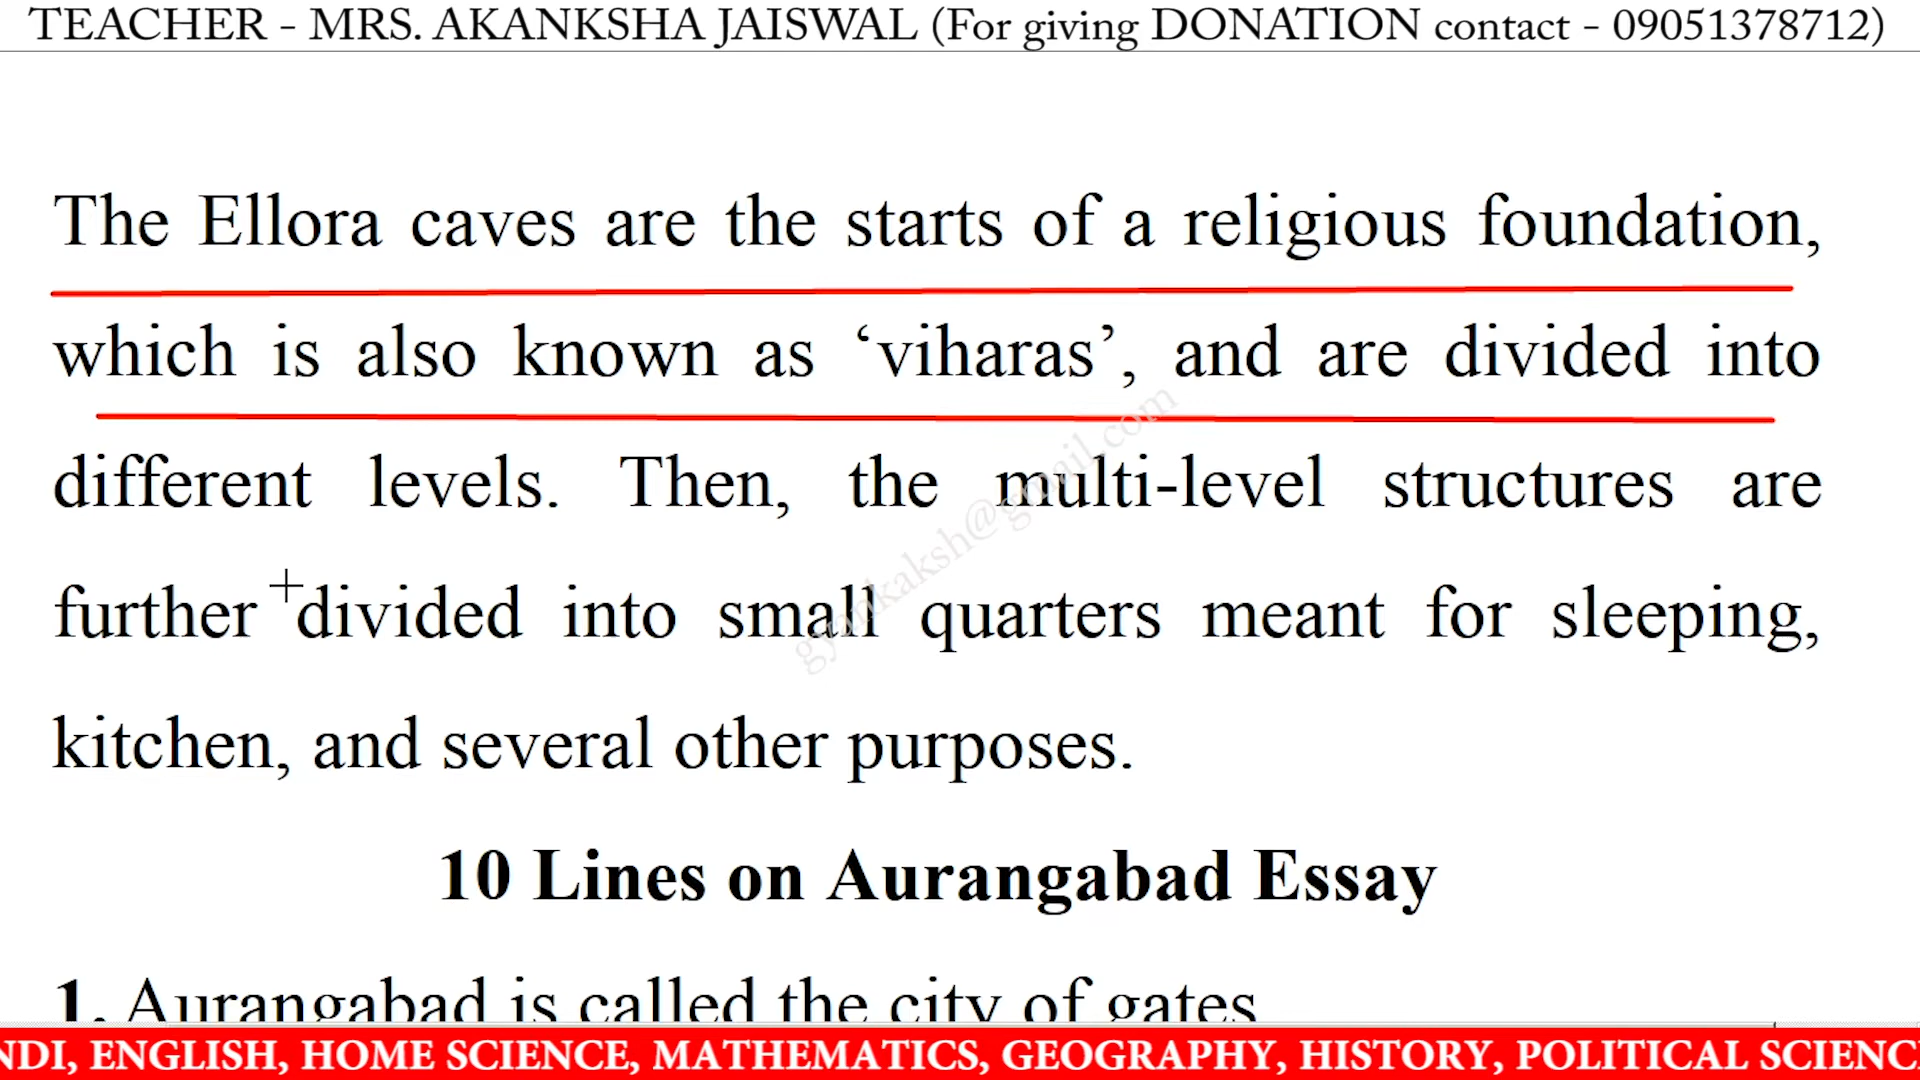 TEACHER - MRS. AKANKSHA JAISWAL (For giving DONATION contact - 09051378712)
The Ellora caves are the starts of a religious foundation,
which is also known as ‘viharas’, and are divided into
different levels. Then, the multi-level structures are
further divided into small quarters meant for sleeping,
kitchen, and several other purposes.
gyankaksh@gmail.com
10 Lines on Aurangabad Essay
1. Aurangabad is called the city of gates
NDI, ENGLISH, HOME SCIENCE, MATHEMATICS, GEOGRAPHY, HISTORY, POLITICAL SCIENC